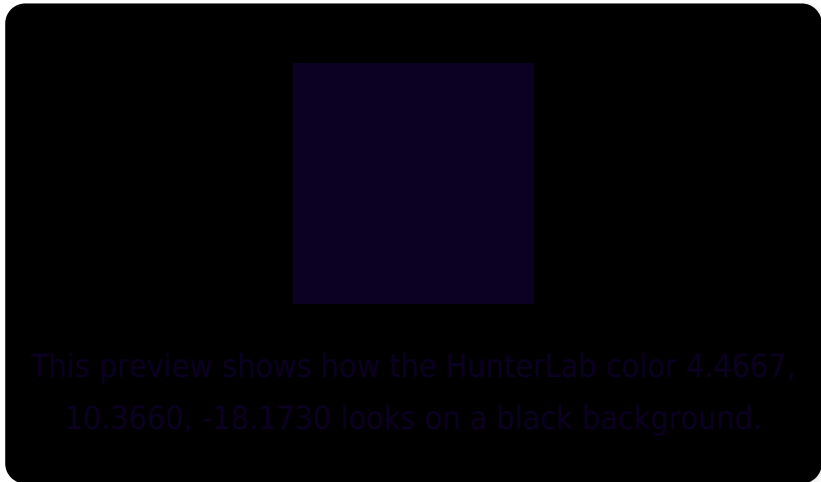 This preview shows how the HunterLab color 4.4667,
10.3660, -18.1730 looks on a black background.